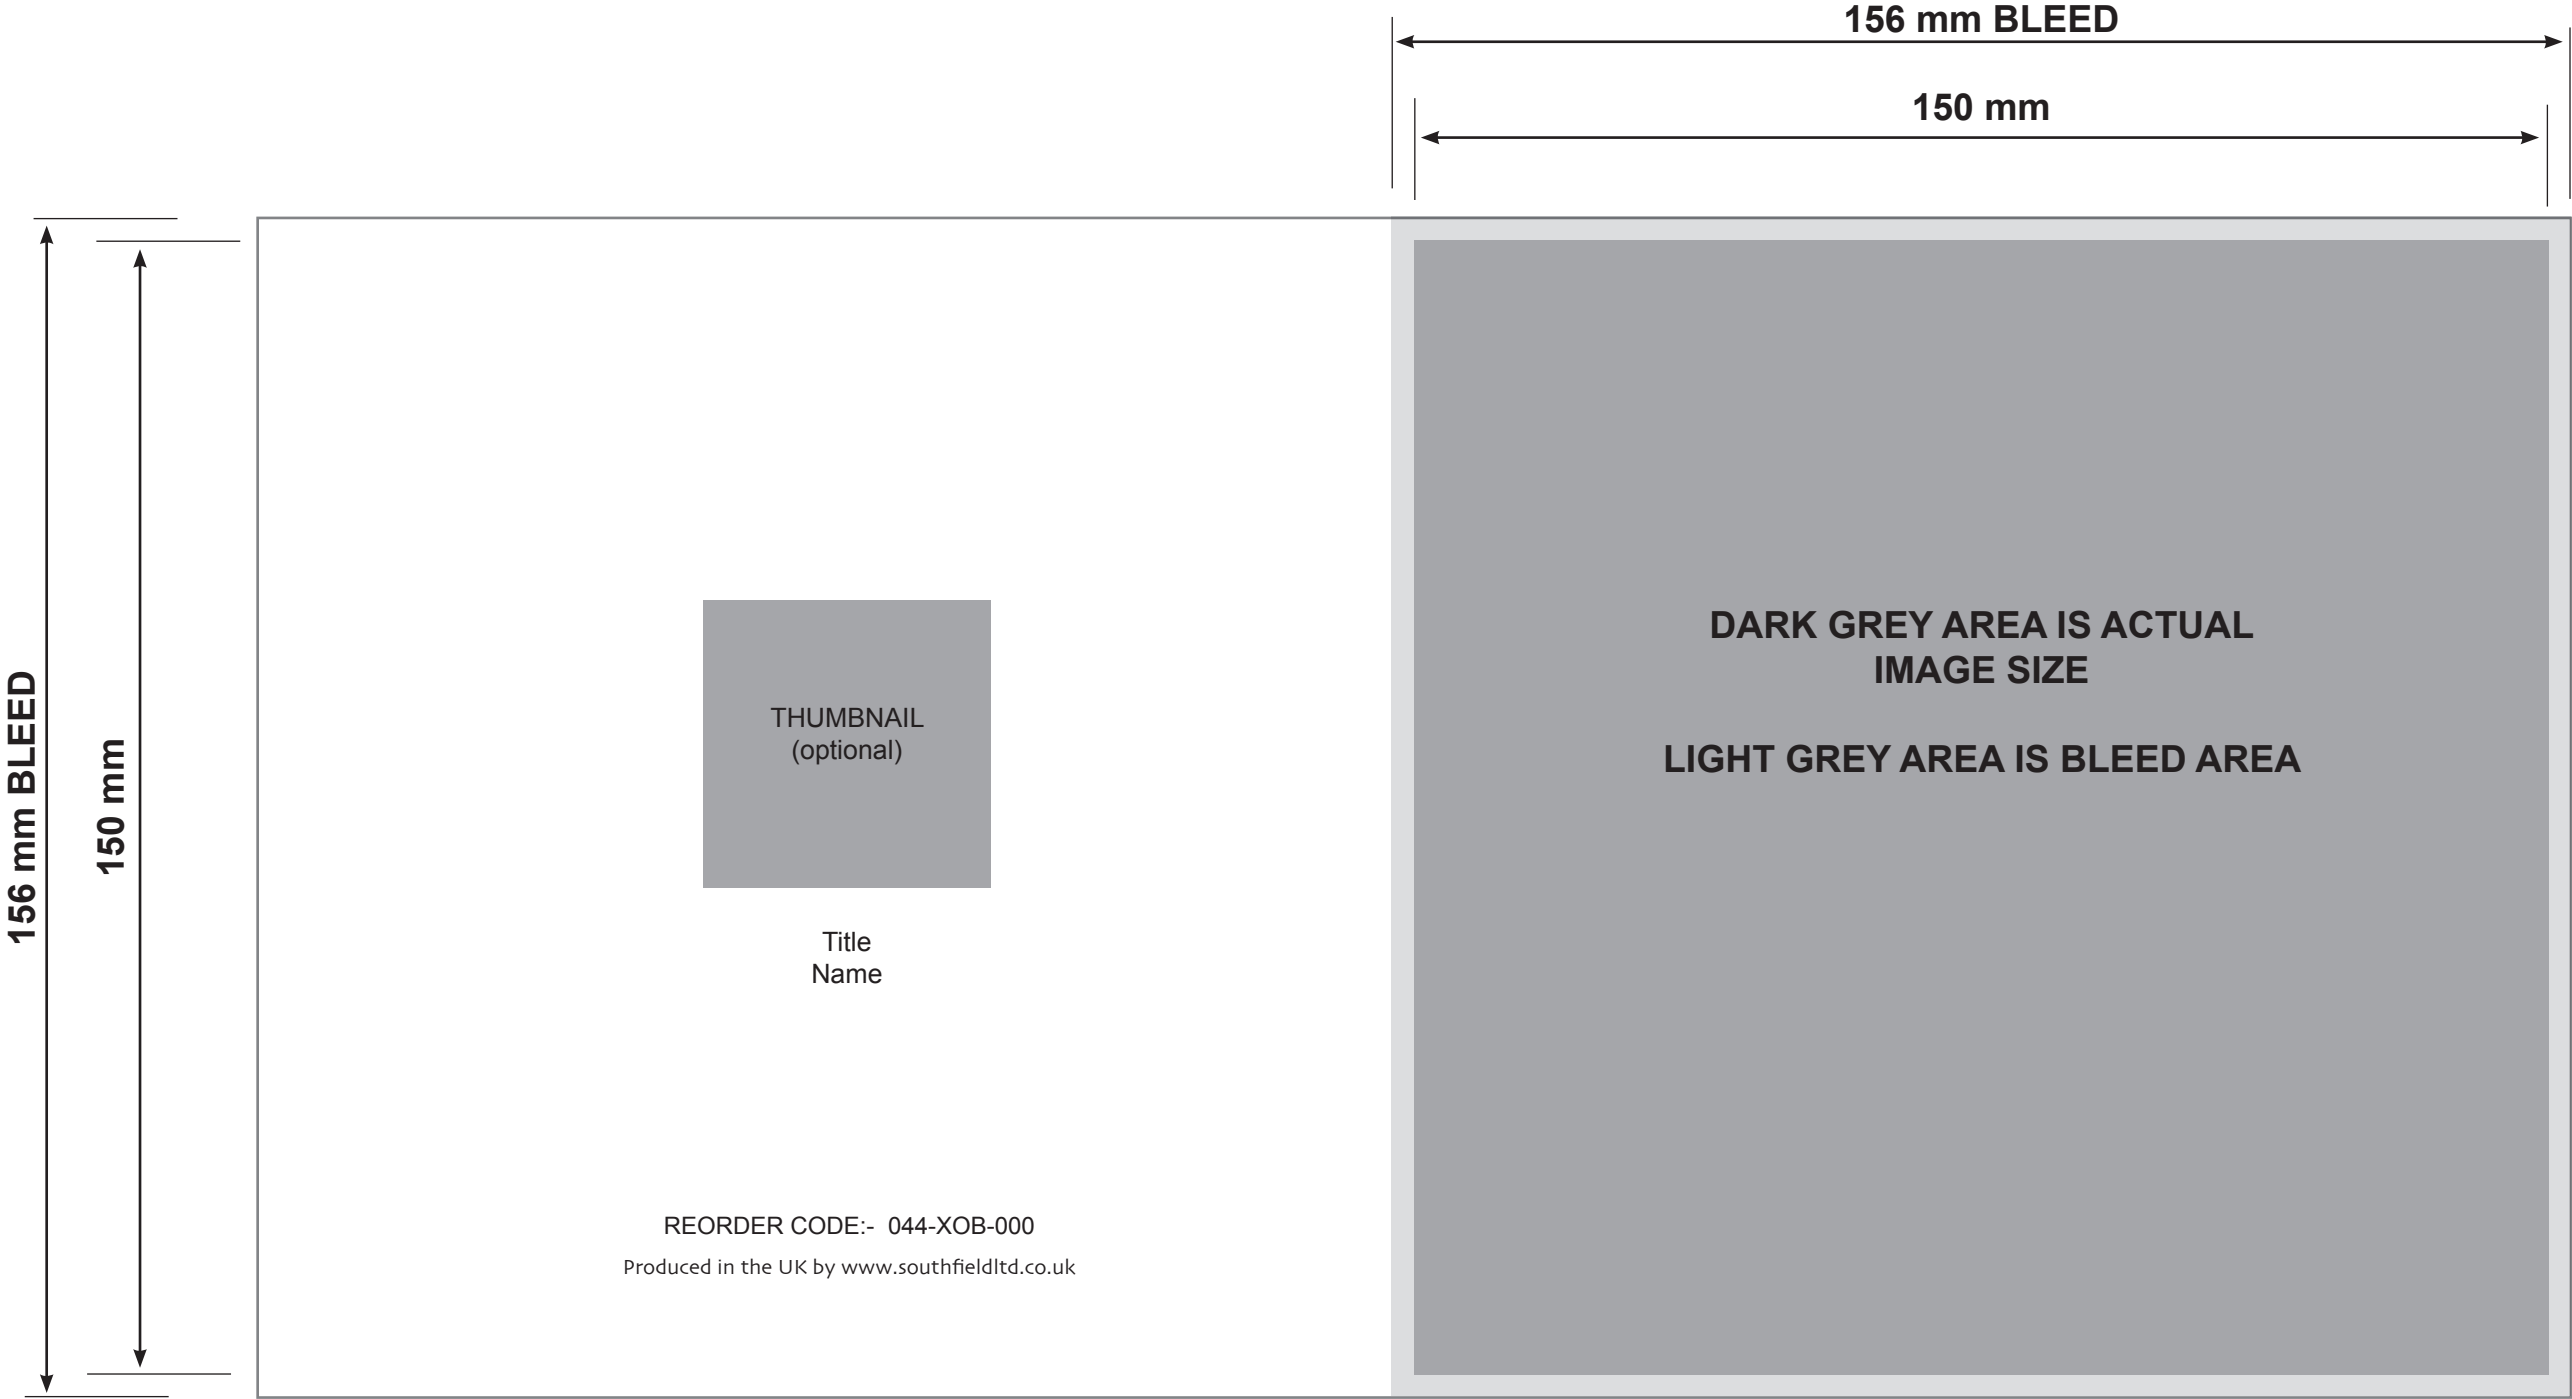 156 mm BLEED
150 mm
156 mm BLEED
150 mm
THUMBNAIL
(optional)
Title
Name
REORDER CODE:- 044-XOB-000
Produced in the UK by www.southfieldltd.co.uk
DARK GREY AREA IS ACTUAL
IMAGE SIZE
LIGHT GREY AREA IS BLEED AREA